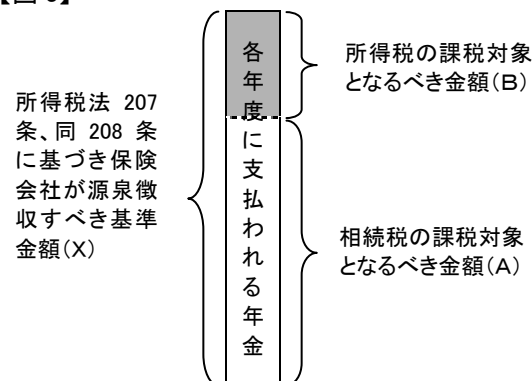 所得税法 207
条、同 208 条
に基づき保険
会社が源泉徴
収すべき基準
金額(X)
各年度に支払われる年金
所得税の課税対象
となるべき金額(B)
相続税の課税対象
となるべき金額(A)